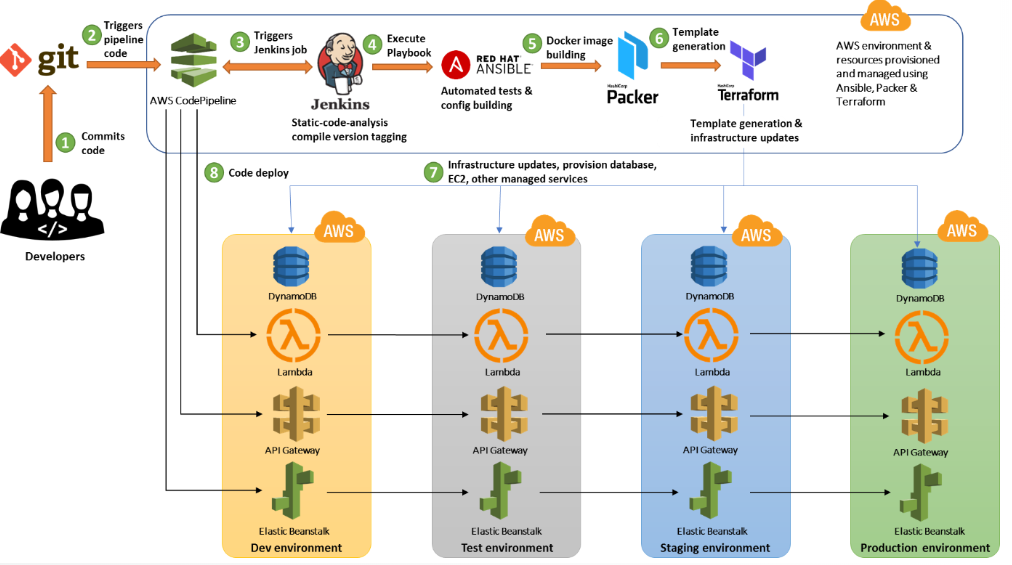 2
Triggers
pipeline
code
git
AWS CodePipeline
3
Triggers
Jenkins job
Jenkins
Static-code-analysis
compile version tagging
4
Execute
Playbook
A
RED HAT
ANSIBLE
Automated tests &
config building
5
Docker image
building
HashiCorp
Packer
6
Template
generation
HashiCorp
Terraform
Template generation &
infrastructure updates
AWS
AWS environment &
resources provisioned
and managed using
Ansible, Packer &
Terraform
1
Commits
code
</>
Developers
8
Code deploy
7
Infrastructure updates, provision database,
EC2, other managed services
AWS
DynamoDB
λ
Lambda
API Gateway
Elastic Beanstalk
Dev environment
AWS
DynamoDB
λ
Lambda
API Gateway
Elastic Beanstalk
Test environment
AWS
DynamoDB
λ
Lambda
API Gateway
Elastic Beanstalk
Staging environment
AWS
DynamoDB
λ
Lambda
API Gateway
Elastic Beanstalk
Production environment